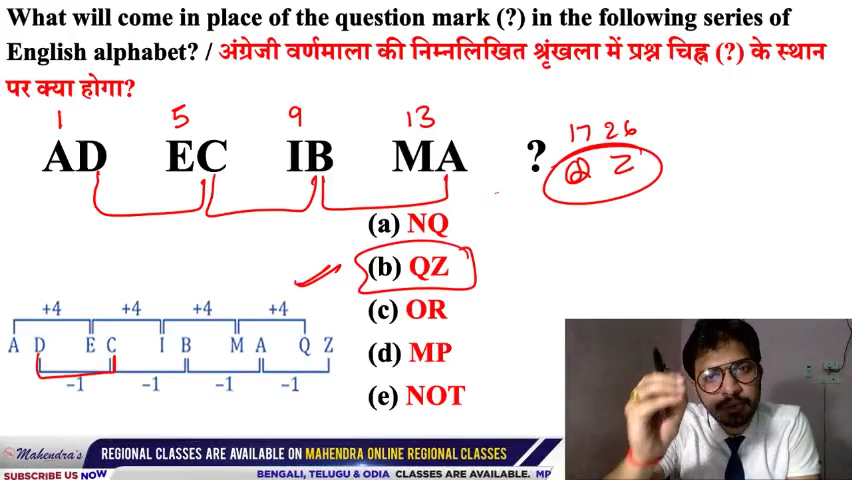 What will come in place of the question mark (?) in the following series of
English alphabet? / अंग्रेजी वर्णमाला की निम्नलिखित श्रृंखला में प्रश्न चिह्न (?) के स्थान
पर क्या होगा?
1 5 9 13 17 26
AD EC IB MA ? Q Z
(a) NQ
(b) QZ
(c) OR
(d) MP
(e) NOT
+4 +4 +4 +4
A D E C I B M A Q Z
-1 -1 -1 -1
Mahendra's
REGIONAL CLASSES ARE AVAILABLE ON MAHENDRA ONLINE REGIONAL CLASSES
SUBSCRIBE US NOW
BENGALI, TELUGU & ODIA CLASSES ARE AVAILABLE. MP